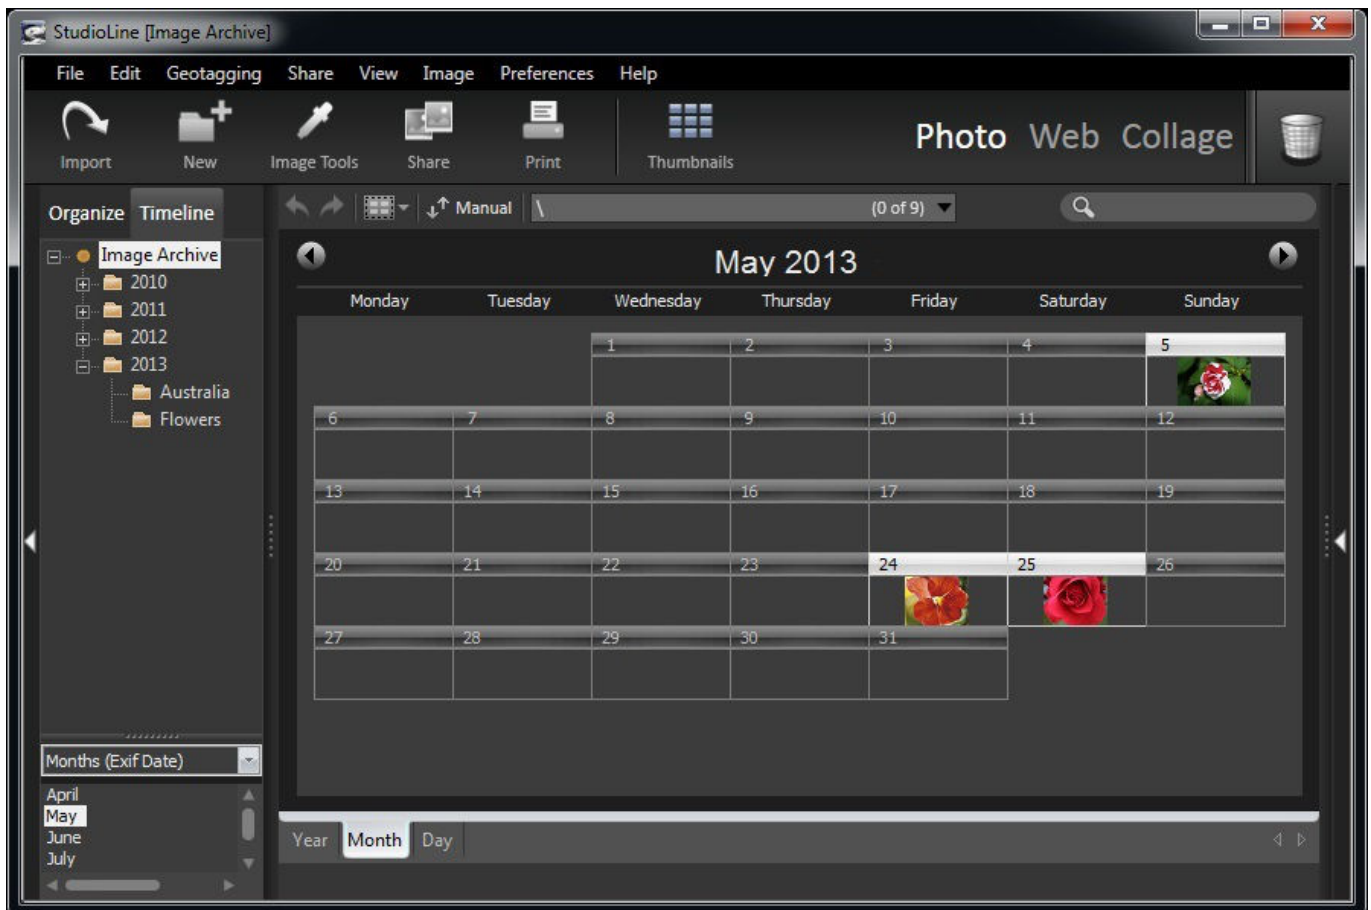 StudioLine [Image Archive]
File Edit Geotagging Share View Image Preferences Help
Import New Image Tools Share Print Thumbnails
Photo Web Collage
Organize Timeline
Manual \ (0 of 9)
Image Archive
2010
2011
2012
2013
Australia
Flowers
May 2013
Monday Tuesday Wednesday Thursday Friday Saturday Sunday
1 2 3 4 5
6 7 8 9 10 11 12
13 14 15 16 17 18 19
20 21 22 23 24 25 26
27 28 29 30 31
Months (Exif Date)
April
May
June
July
Year Month Day